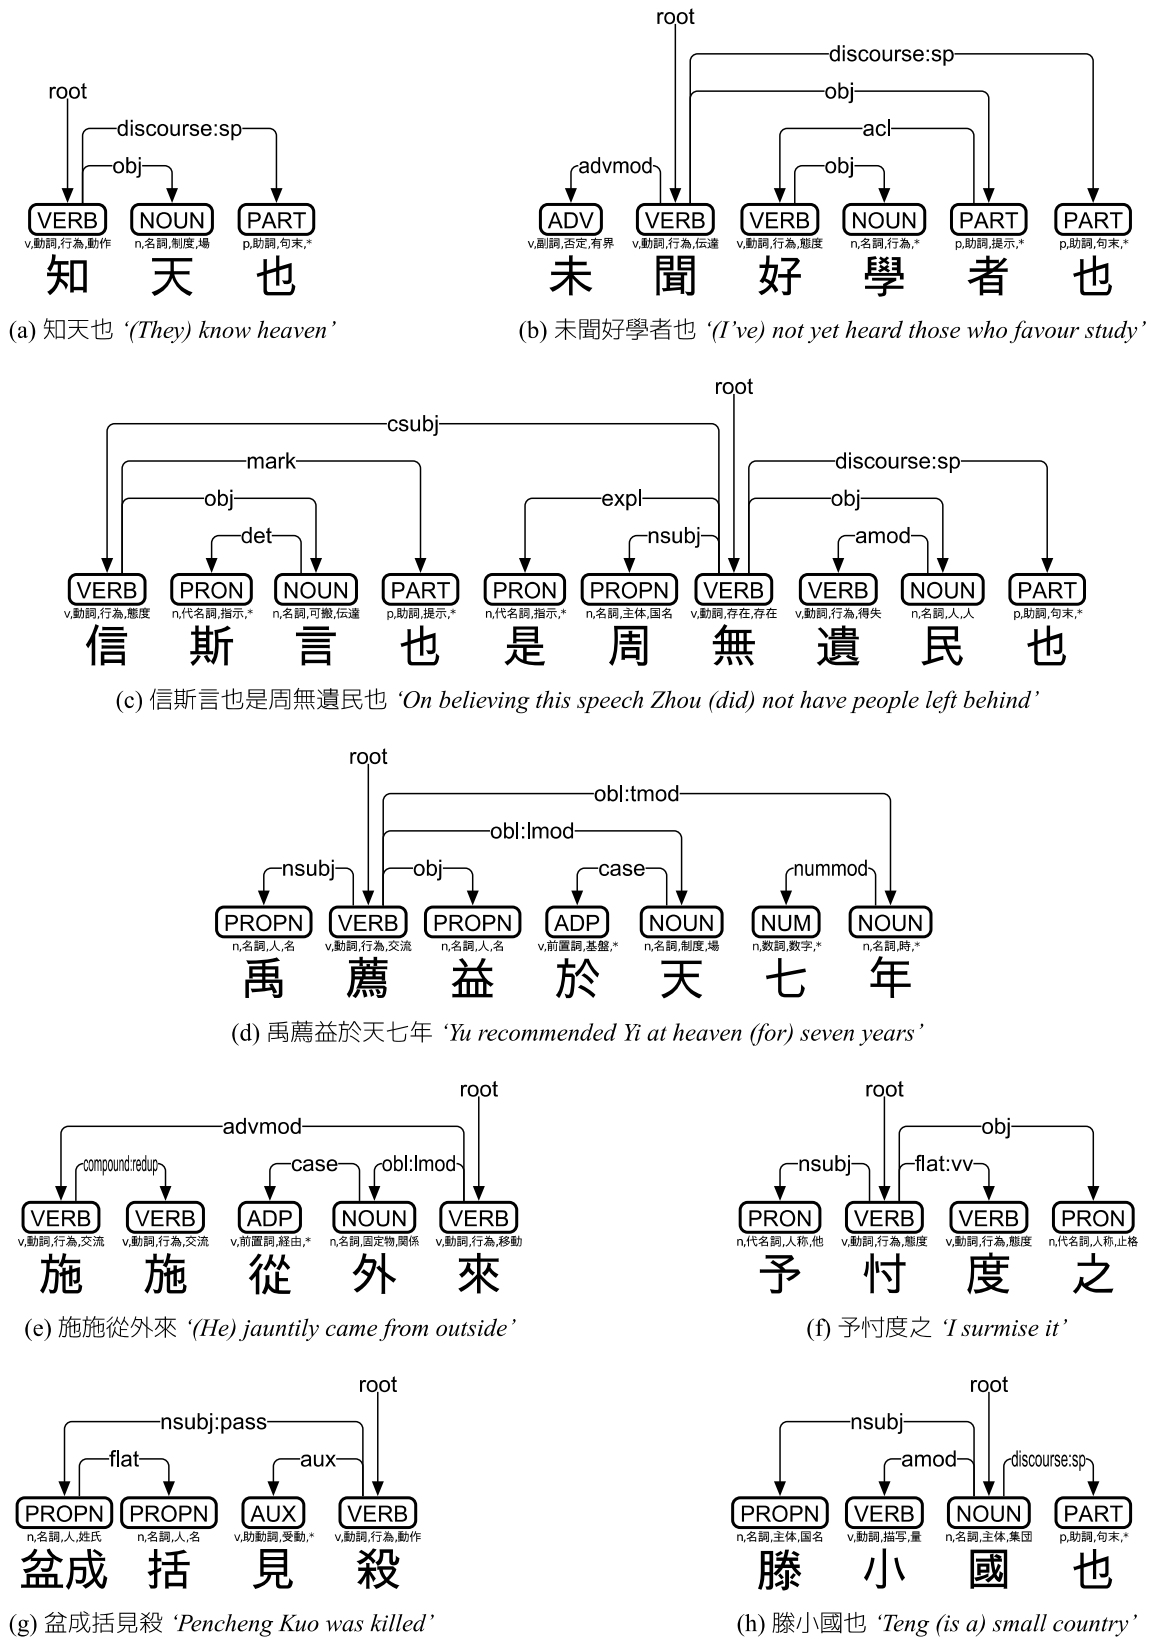 root
discourse:sp
obj
VERB NOUN PART
v,動詞,行為,動作 n,名詞,制度,場 p,助詞,句末,*
知 天 也
(a) 知天也 ‘(They) know heaven’
root
discourse:sp
obj
acl
advmod obj
ADV VERB VERB NOUN PART PART
v,副詞,否定,有界 v,動詞,行為,伝達 v,動詞,行為,態度 n,名詞,行為,* p,助詞,提示,* p,助詞,句末,*
未 聞 好 學 者 也
(b) 未聞好學者也 ‘(I’ve) not yet heard those who favour study’
root
csubj
mark discourse:sp
obj expl obj
det nsubj amod
VERB PRON NOUN PART PRON PROPN VERB VERB NOUN PART
v,動詞,行為,態度 n,代名詞,指示,* n,名詞,可搬,伝達 p,助詞,提示,* n,代名詞,指示,* n,名詞,主体,国名 v,動詞,存在,存在 v,動詞,行為,得失 n,名詞,人,人 p,助詞,句末,*
信 斯 言 也 是 周 無 遺 民 也
(c) 信斯言也是周無遺民也 ‘On believing this speech Zhou (did) not have people left behind’
root
obl:tmod
obl:lmod
nsubj obj case nummod
PROPN VERB PROPN ADP NOUN NUM NOUN
n,名詞,人,名 v,動詞,行為,交流 n,名詞,人,名 v,前置詞,基盤,* n,名詞,制度,場 n,数詞,数字,* n,名詞,時,*
禹 薦 益 於 天 七 年
(d) 禹薦益於天七年 ‘Yu recommended Yi at heaven (for) seven years’
root
advmod
compound:redup case obl:lmod
VERB VERB ADP NOUN VERB
v,動詞,行為,交流 v,動詞,行為,交流 v,前置詞,経由,* n,名詞,固定物,関係 v,動詞,行為,移動
施 施 從 外 來
(e) 施施從外來 ‘(He) jauntily came from outside’
root
obj
nsubj flat:vv
PRON VERB VERB PRON
n,代名詞,人称,他 v,動詞,行為,態度 v,動詞,行為,態度 n,代名詞,人称,止格
予 忖 度 之
(f) 予忖度之 ‘I surmise it’
root
nsubj:pass
flat aux
PROPN PROPN AUX VERB
n,名詞,人,姓氏 n,名詞,人,名 v,助動詞,受動,* v,動詞,行為,動作
盆成 括 見 殺
(g) 盆成括見殺 ‘Pencheng Kuo was killed’
root
nsubj
amod discourse:sp
PROPN VERB NOUN PART
n,名詞,主体,国名 v,動詞,描写,量 n,名詞,主体,集団 p,助詞,句末,*
滕 小 國 也
(h) 滕小國也 ‘Teng (is a) small country’